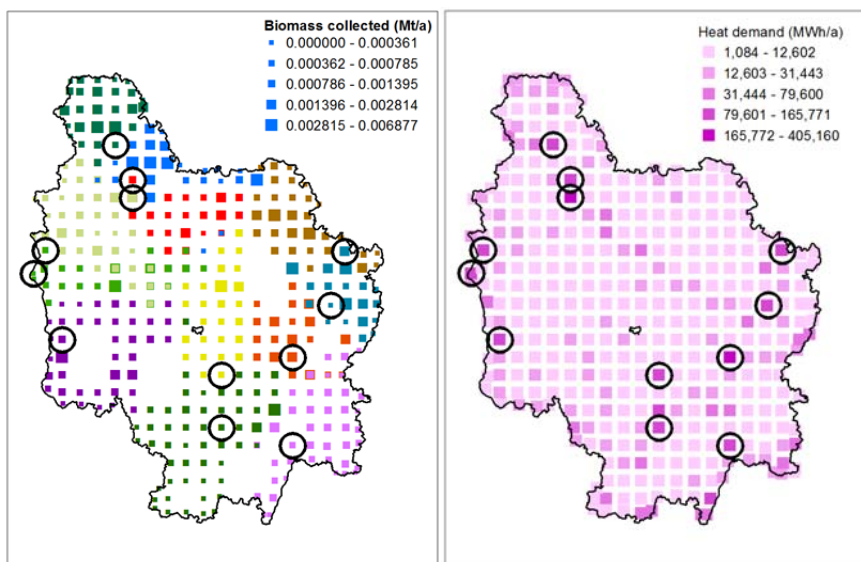 Biomass collected (Mt/a)
0.000000 - 0.000361
0.000362 - 0.000785
0.000786 - 0.001395
0.001396 - 0.002814
0.002815 - 0.006877
Heat demand (MWh/a)
1,084 - 12,602
12,603 - 31,443
31,444 - 79,600
79,601 - 165,771
165,772 - 405,160